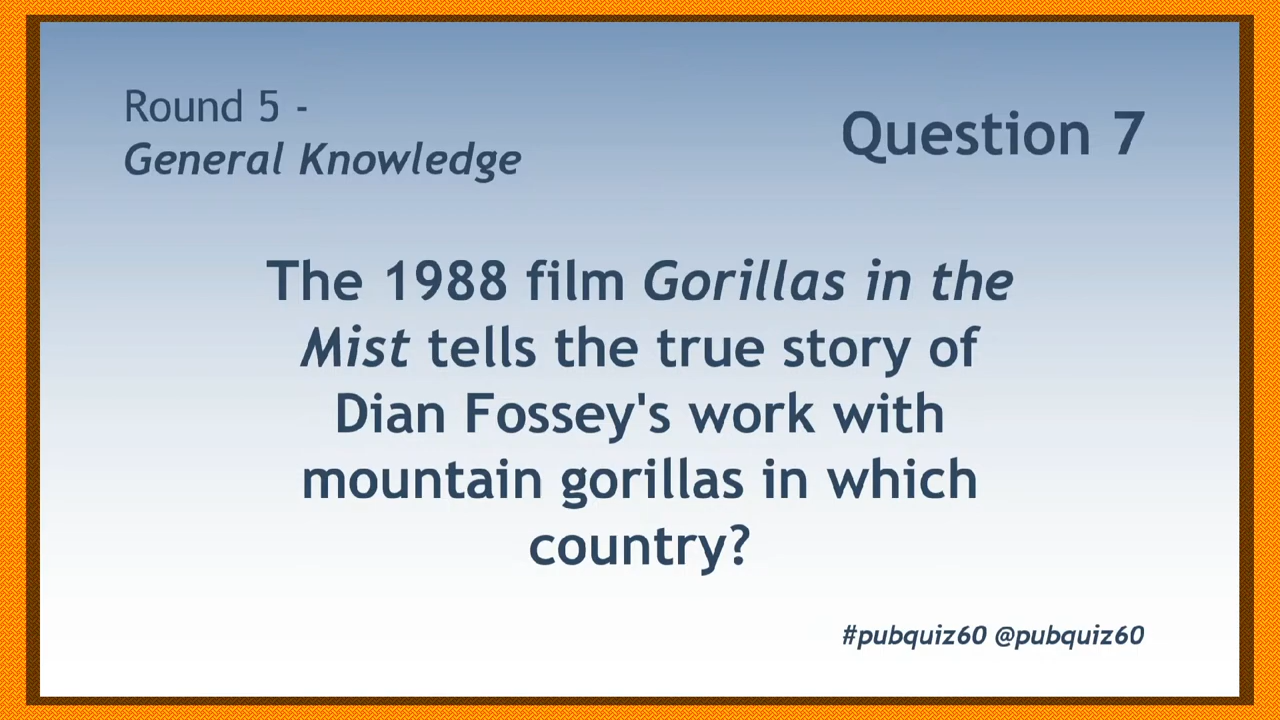 Round 5 -
General Knowledge
Question 7
The 1988 film Gorillas in the
Mist tells the true story of
Dian Fossey's work with
mountain gorillas in which
country?
#pubquiz60 @pubquiz60